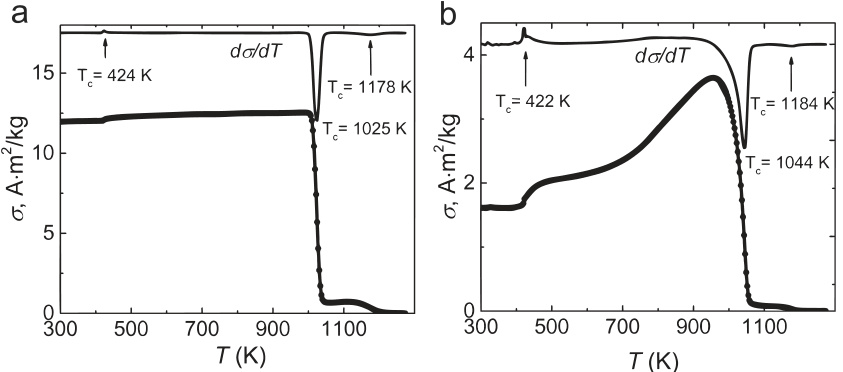 a
σ, A·m²/kg
15
10
5
0
dσ/dT
T_c= 424 K
T_c= 1178 K
T_c= 1025 K
300 500 700 900 1100
T (K)
b
σ, A·m²/kg
4
2
0
dσ/dT
T_c= 422 K
T_c= 1184 K
T_c= 1044 K
300 500 700 900 1100
T (K)